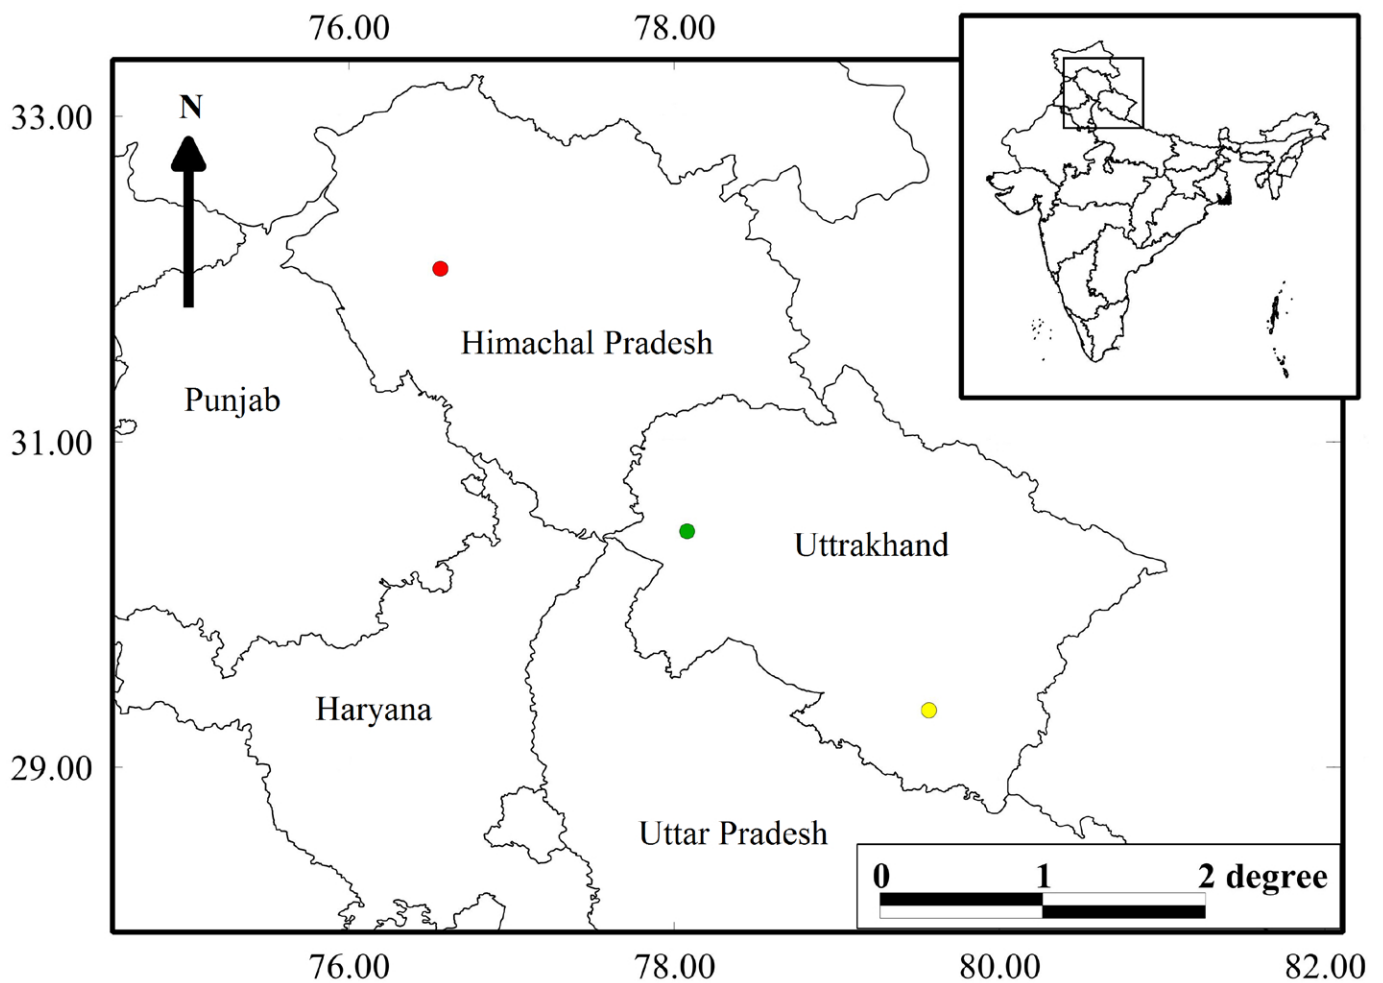 76.00 78.00
33.00
N
Himachal Pradesh
Punjab
31.00
Uttrakhand
Haryana
29.00
Uttar Pradesh
0 1 2 degree
76.00 78.00 80.00 82.00